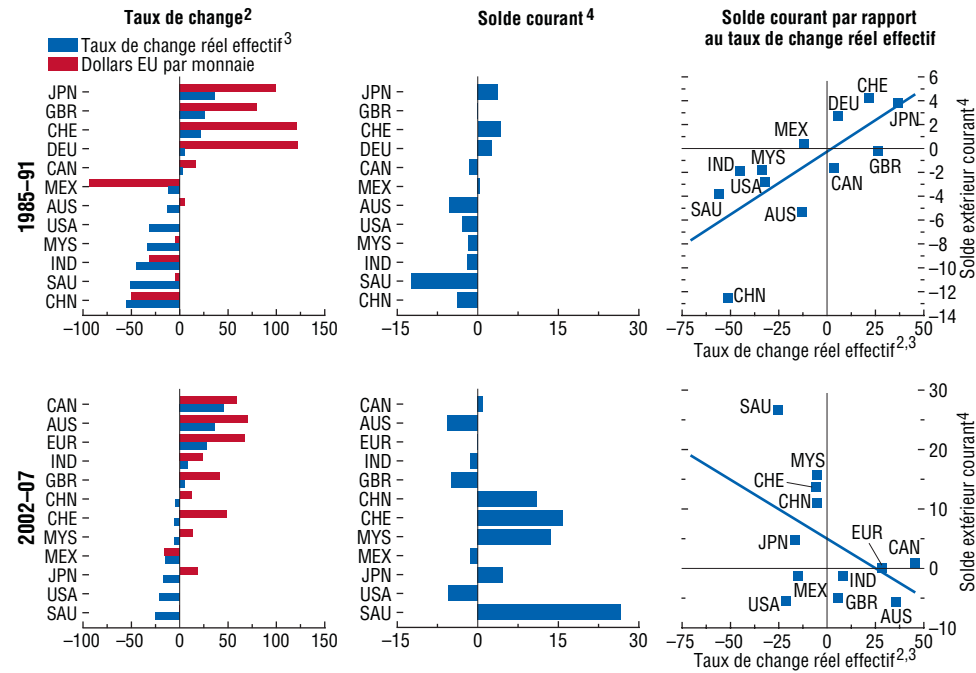 Taux de change2
Taux de change réel effectif3
Dollars EU par monnaie
1985–91
JPN
GBR
CHE
DEU
CAN
MEX
AUS
USA
MYS
IND
SAU
CHN
–100 –50 0 50 100 150
Solde courant4
JPN
GBR
CHE
DEU
CAN
MEX
AUS
USA
MYS
IND
SAU
CHN
–15 0 15 30
Solde courant par rapport
au taux de change réel effectif
6
4
2
0
–2
–4
–6
–8
–10
–12
–14
Solde extérieur courant4
CHE
DEU
JPN
MEX
GBR
MYS
IND
CAN
USA
SAU
AUS
CHN
–75 –50 –25 0 25 50
Taux de change réel effectif2,3
2002–07
CAN
AUS
EUR
IND
GBR
CHN
CHE
MYS
MEX
JPN
USA
SAU
–100 –50 0 50 100 150
CAN
AUS
EUR
IND
GBR
CHN
CHE
MYS
MEX
JPN
USA
SAU
–15 0 15 30
30
20
10
0
–10
Solde extérieur courant4
SAU
MYS
CHE
CHN
EUR
JPN
CAN
MEX
IND
USA
GBR
AUS
–75 –50 –25 0 25 50
Taux de change réel effectif2,3